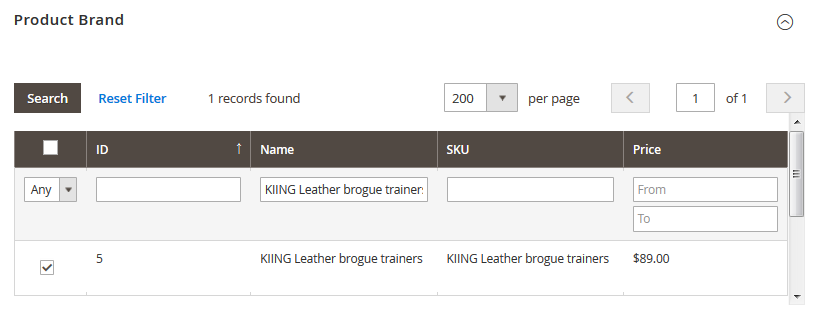 Product Brand
Search Reset Filter 1 records found 200 per page 1 of 1
ID ↑ Name SKU Price
Any KIING Leather brogue trainer From
To
5 KIING Leather brogue trainers KIING Leather brogue trainers $89.00